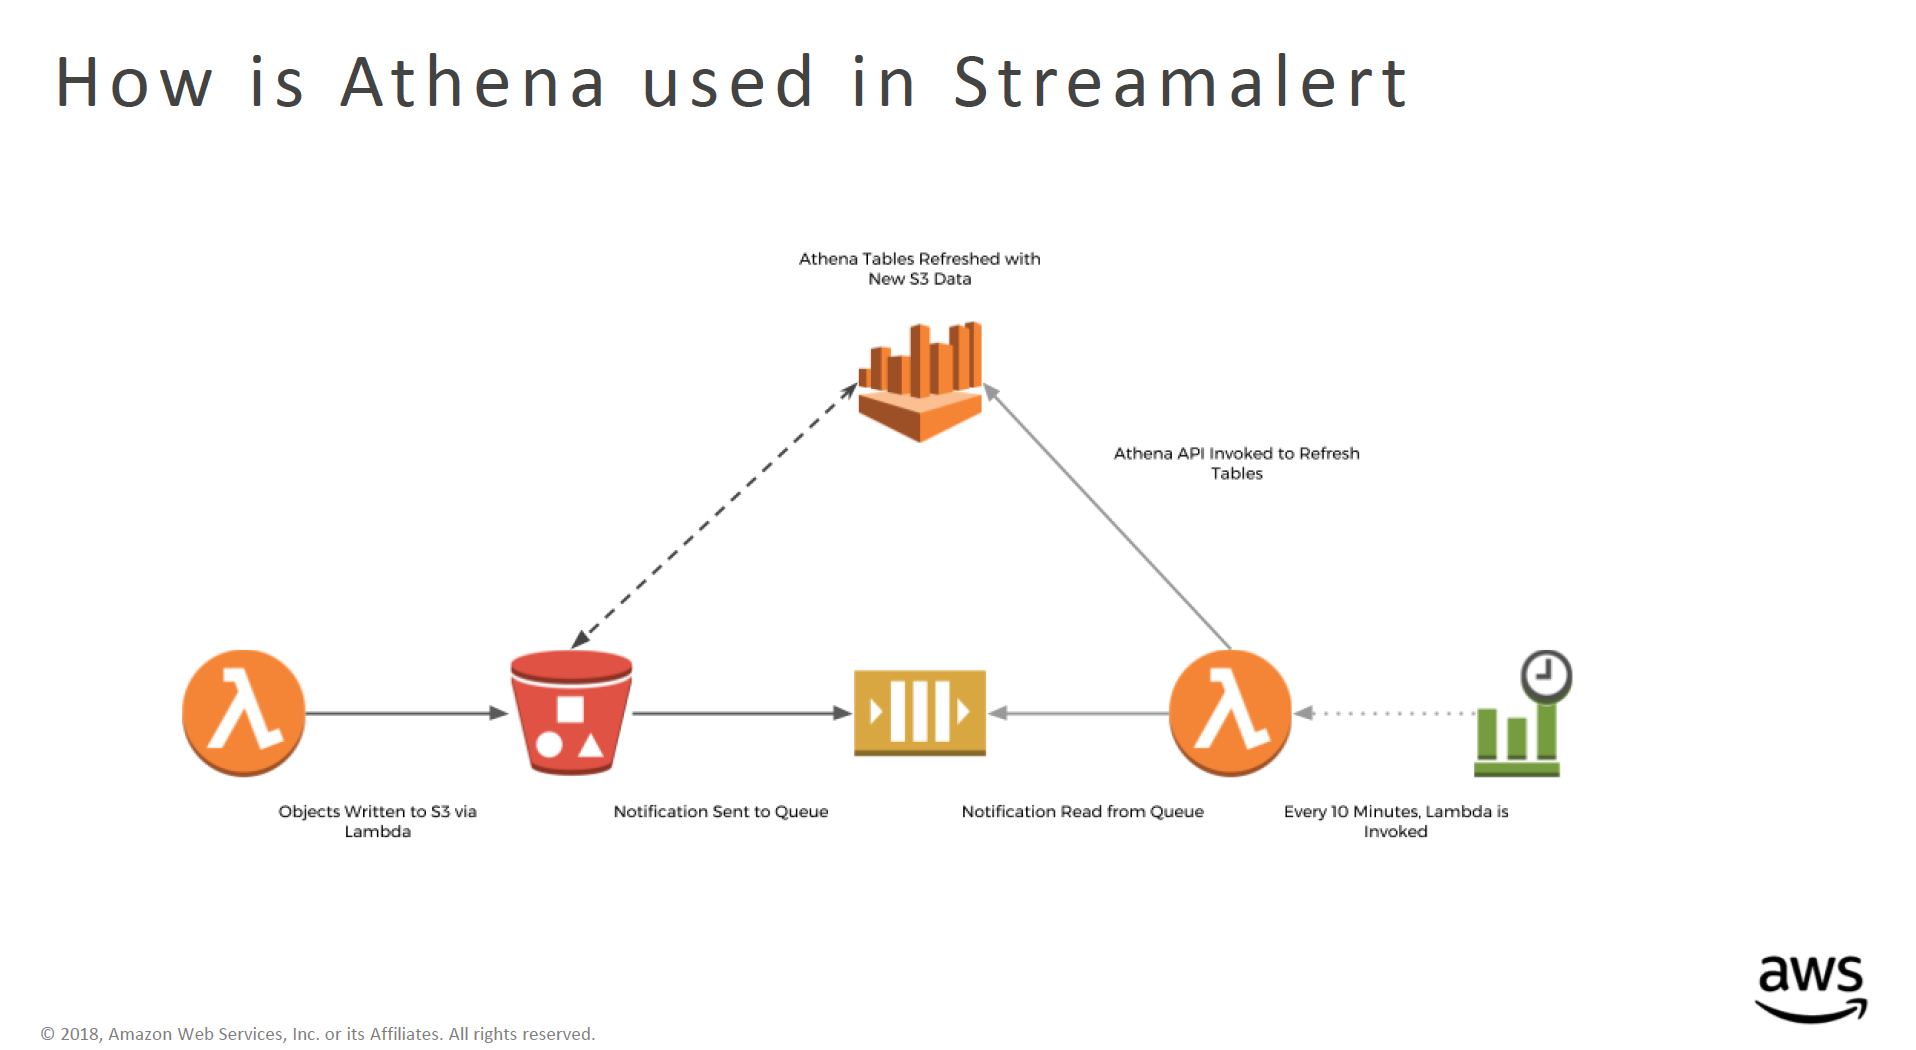 How is Athena used in Streamalert
Athena Tables Refreshed with
New S3 Data
Athena API Invoked to Refresh
Tables
Objects Written to S3 via
Lambda
Notification Sent to Queue
Notification Read from Queue
Every 10 Minutes, Lambda is
Invoked
aws
© 2018, Amazon Web Services, Inc. or its Affiliates. All rights reserved.